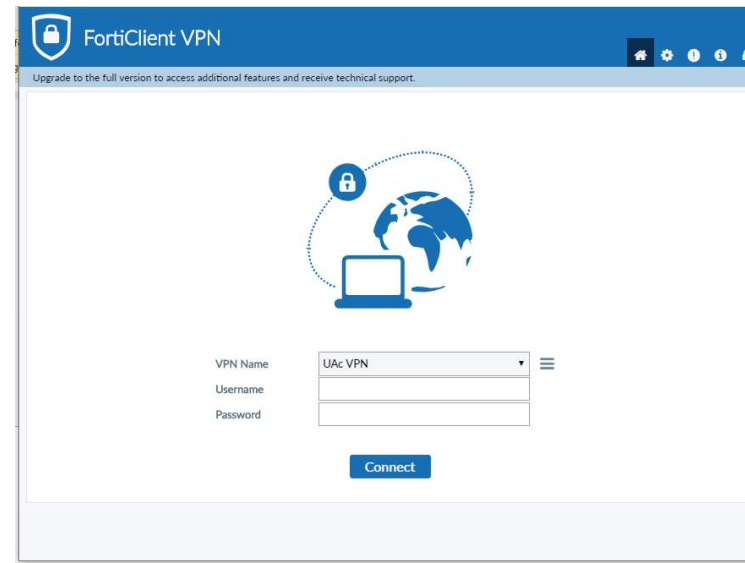 FortiClient VPN
Upgrade to the full version to access additional features and receive technical support.
VPN Name
UAc VPN
Username
Password
Connect